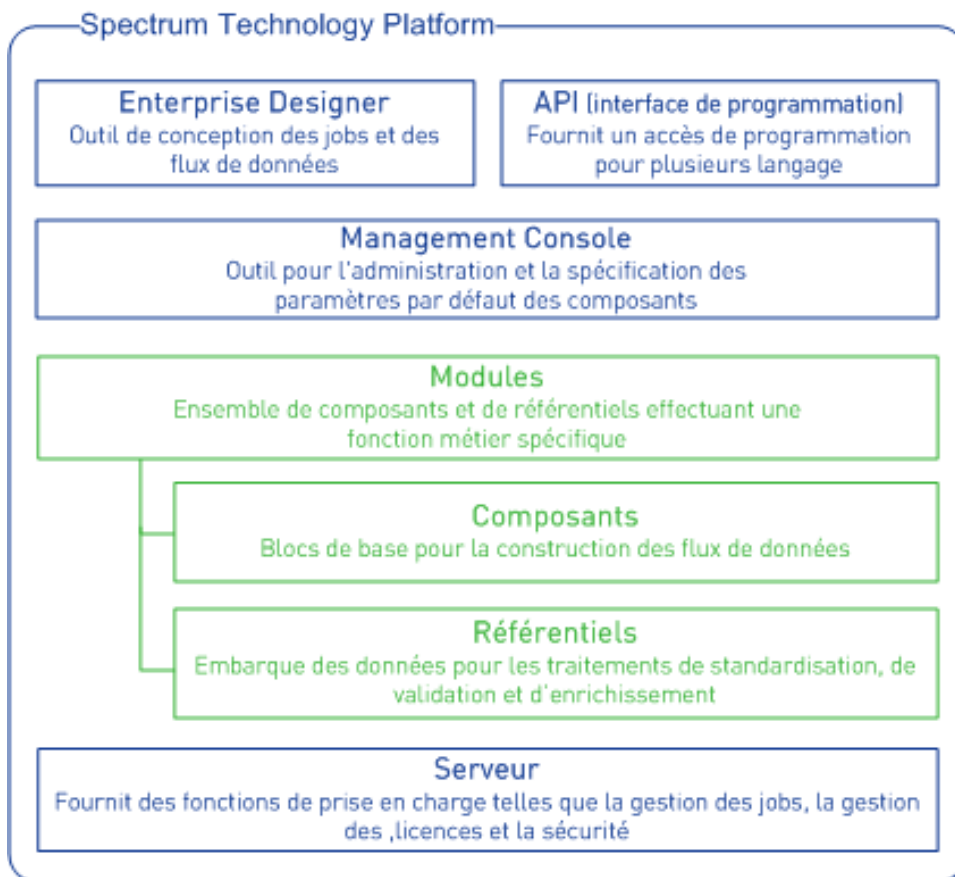 Spectrum Technology Platform
Enterprise Designer
Outil de conception des jobs et des
flux de données
API (interface de programmation)
Fournit un accès de programmation
pour plusieurs langage
Management Console
Outil pour l'administration et la spécification des
paramètres par défaut des composants
Modules
Ensemble de composants et de référentiels effectuant une
fonction métier spécifique
Composants
Blocs de base pour la construction des flux de données
Référentiels
Embarque des données pour les traitements de standardisation, de
validation et d'enrichissement
Serveur
Fournit des fonctions de prise en charge telles que la gestion des jobs, la gestion
des ,licences et la sécurité